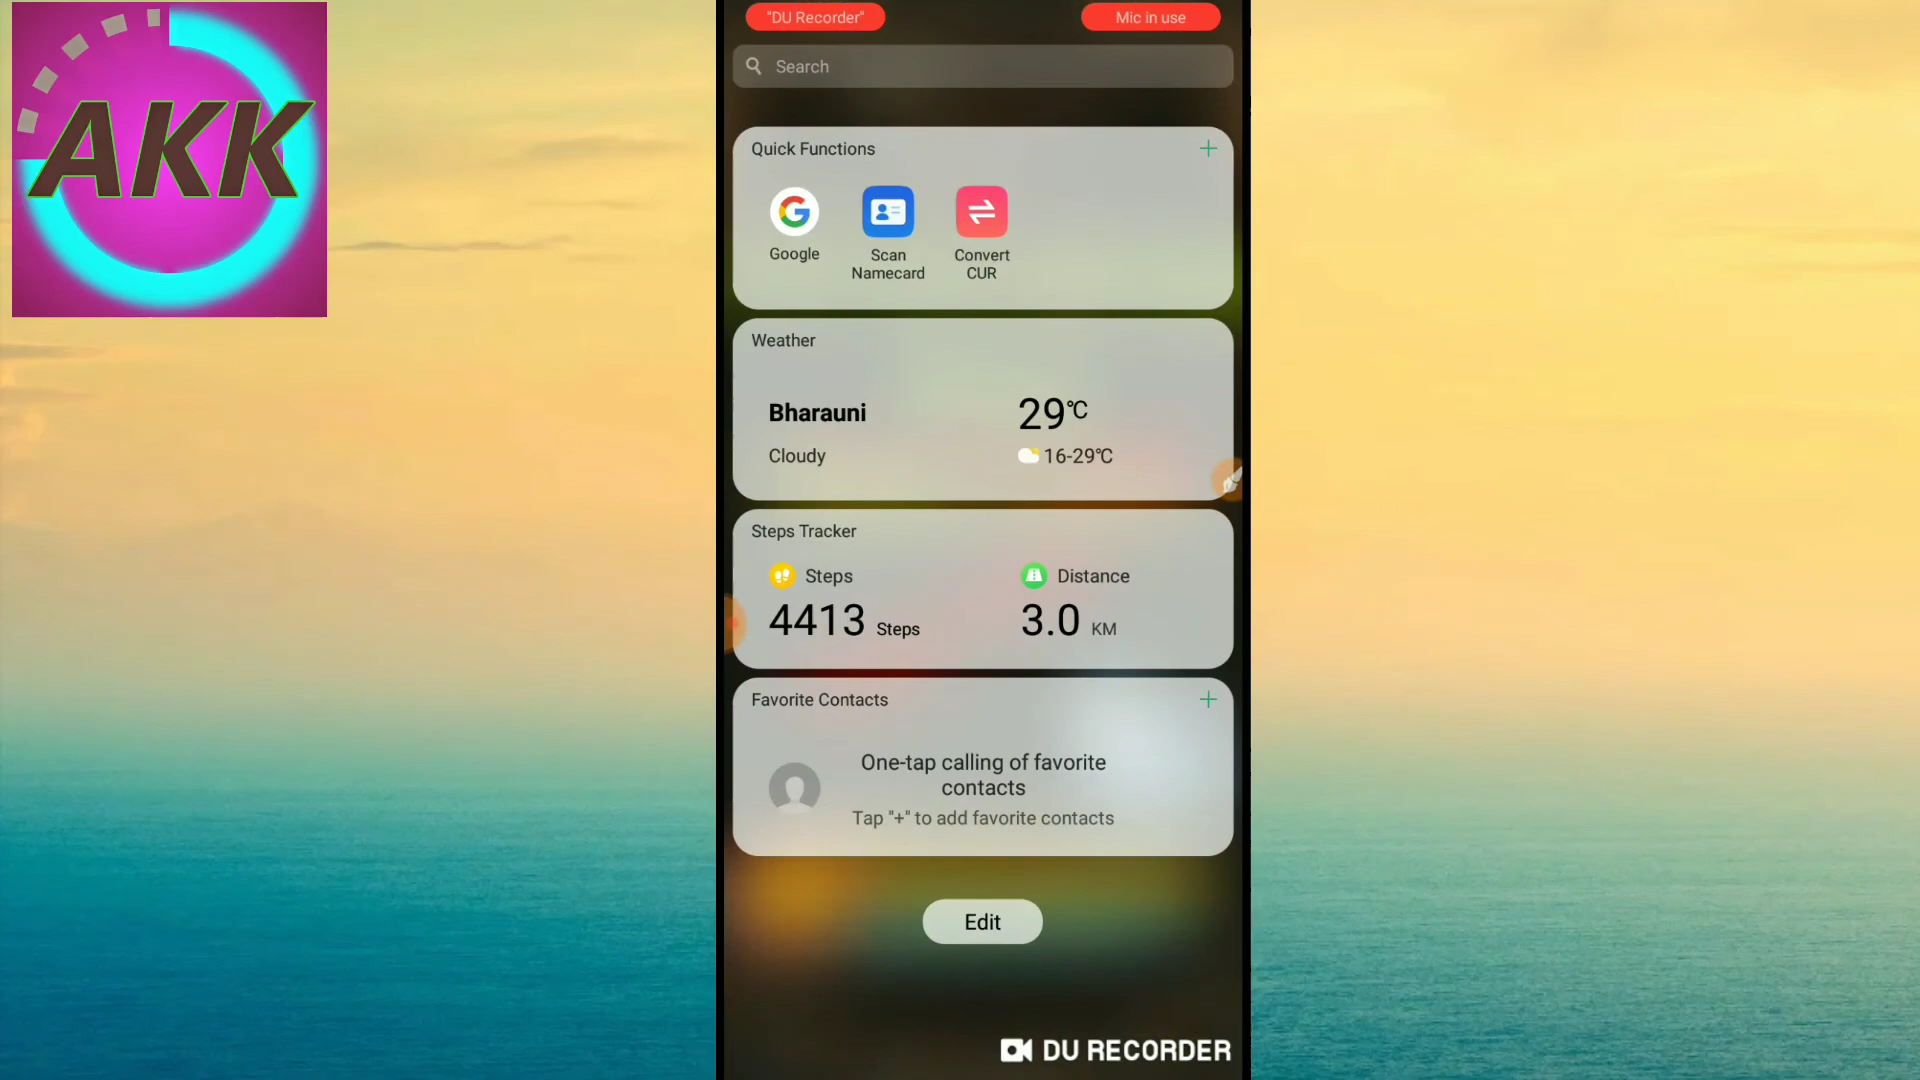 AKK
"DU Recorder"
Mic in use
Search
Quick Functions
Google
Scan
Namecard
Convert
CUR
Weather
Bharauni
29℃
Cloudy
16-29℃
Steps Tracker
Steps
Distance
4413 Steps
3.0 KM
Favorite Contacts
One-tap calling of favorite
contacts
Tap "+" to add favorite contacts
Edit
DU RECORDER